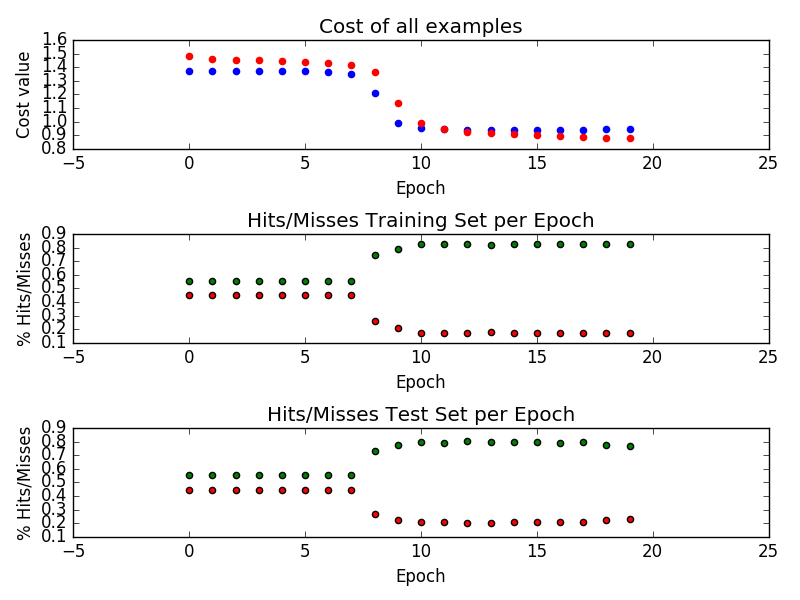 Cost of all examples
Cost value
1.6
1.5
1.4
1.3
1.2
1.1
1.0
0.9
0.8
−5 0 5 10 15 20 25
Epoch
Hits/Misses Training Set per Epoch
% Hits/Misses
0.9
0.8
0.7
0.6
0.5
0.4
0.3
0.2
0.1
−5 0 5 10 15 20 25
Epoch
Hits/Misses Test Set per Epoch
% Hits/Misses
0.9
0.8
0.7
0.6
0.5
0.4
0.3
0.2
0.1
−5 0 5 10 15 20 25
Epoch